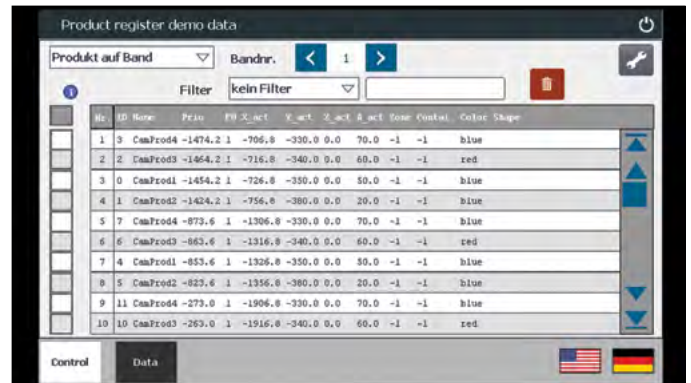 Product register demo data
Produkt auf Band Bandnr. 1
Filter kein Filter
Nr ID Name Prio FU X_act Y_act Z_act A_act Zone Contai. Color Shape
1 3 CamProd4 -1474.2 1 -706.8 -330.0 0.0 70.0 -1 -1 blue
2 2 CamProd3 -1464.2 1 -716.8 -340.0 0.0 60.0 -1 -1 red
3 0 CamProd1 -1454.2 1 -726.8 -350.0 0.0 50.0 -1 -1 blue
4 1 CamProd2 -1424.2 1 -756.8 -380.0 0.0 20.0 -1 -1 blue
5 7 CamProd4 -873.6 1 -1306.8 -330.0 0.0 70.0 -1 -1 blue
6 6 CamProd3 -863.6 1 -1316.8 -340.0 0.0 60.0 -1 -1 red
7 4 CamProd1 -853.6 1 -1326.8 -350.0 0.0 50.0 -1 -1 blue
8 5 CamProd2 -823.6 1 -1356.8 -380.0 0.0 20.0 -1 -1 blue
9 11 CamProd4 -273.0 1 -1906.8 -330.0 0.0 70.0 -1 -1 blue
10 10 CamProd3 -263.0 1 -1916.8 -340.0 0.0 60.0 -1 -1 red
Control Data